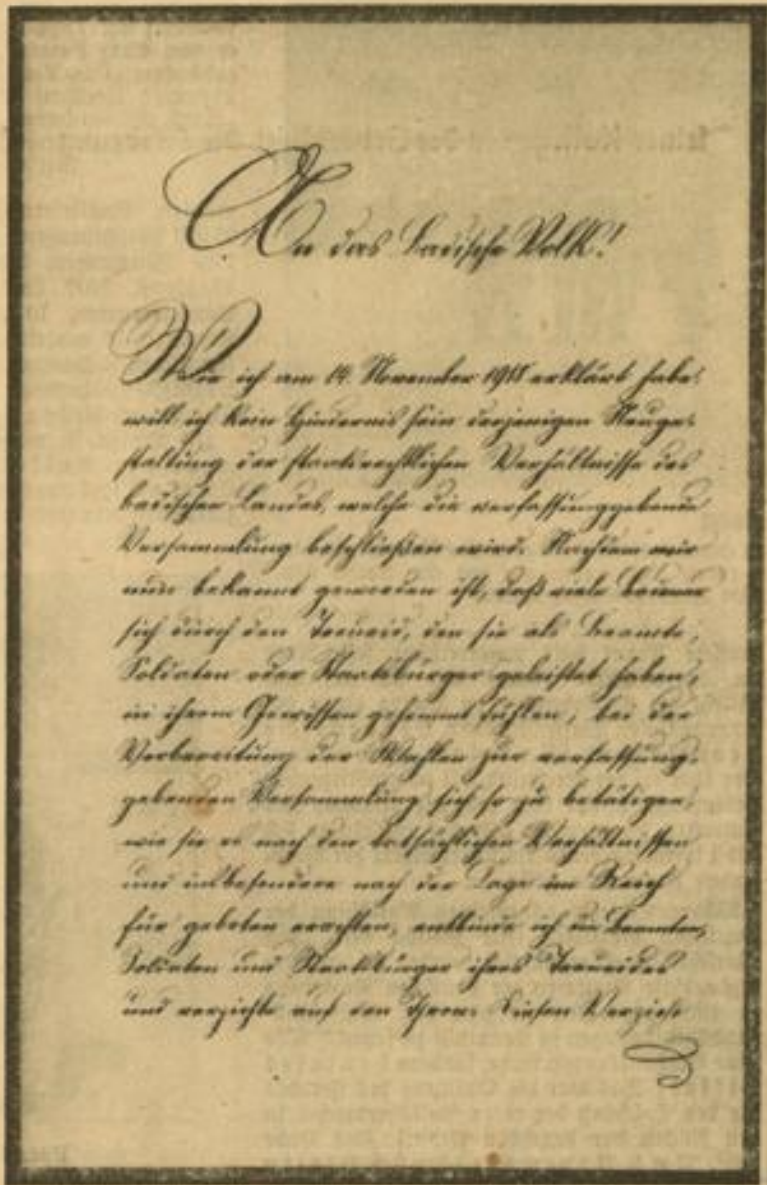 An das badische Volk!
Wie ich am 14. November 1918 erklärt habe,
will ich kein Hindernis sein derjenigen Neuge-
staltung der staatsrechtlichen Verhältnisse des
badischen Landes, welche die verfassunggebende
Versammlung beschließen wird. Nachdem mir
nun bekannt geworden ist, daß viele Badener
sich durch den Treueid, den sie als Beamte,
Soldaten oder Staatsbürger geleistet haben,
in ihrem Gewissen gehemmt fühlen, bei der
Vorbereitung der Wahlen zur verfassung-
gebenden Versammlung sich so zu betätigen,
wie sie es nach den tatsächlichen Verhältnissen
und insbesondere nach der Lage im Reich
für geboten erachten, entbinde ich die Beamten,
Soldaten und Staatsbürger ihres Treueides
und verzichte auf den Thron. Diesen Verzicht